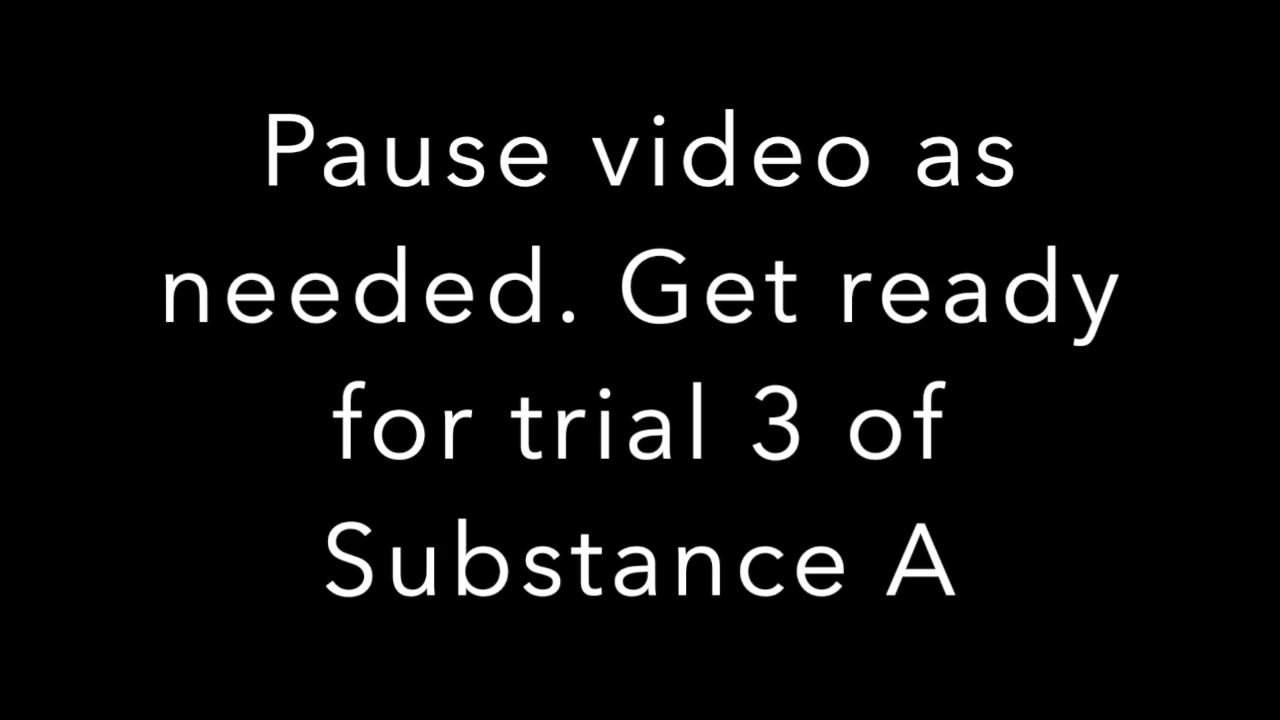 Pause video as
needed. Get ready
for trial 3 of
Substance A